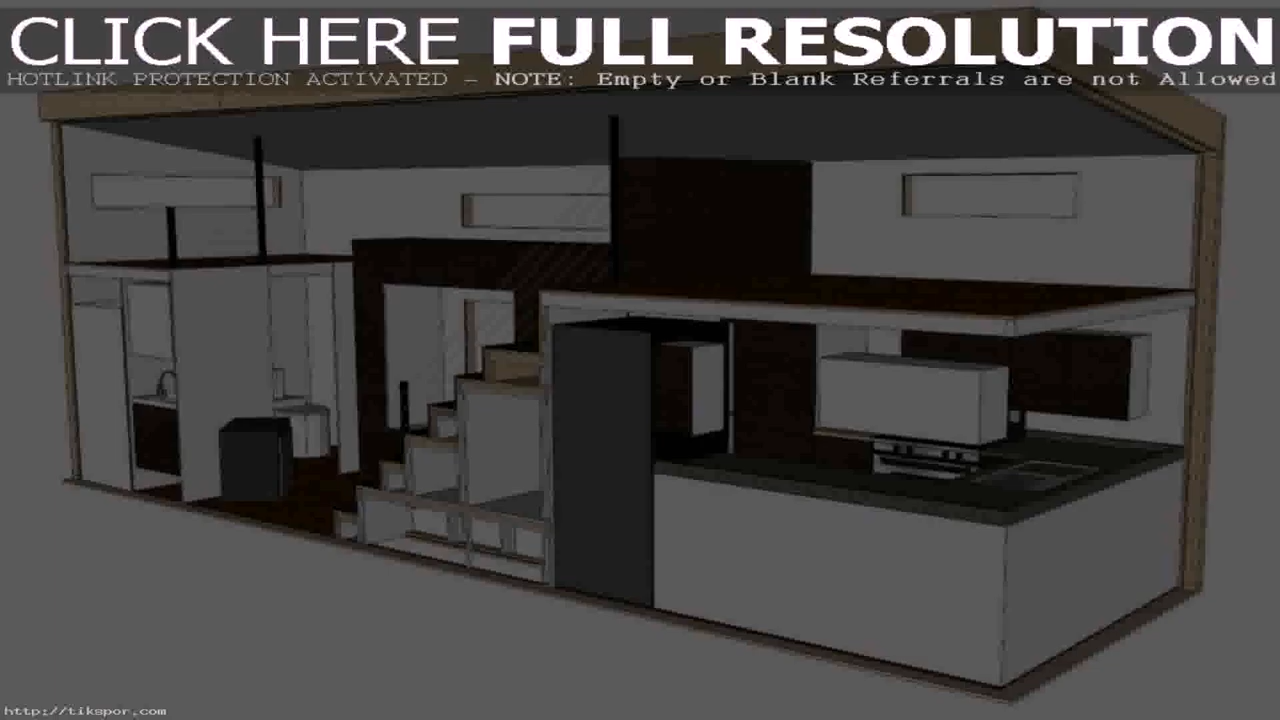 CLICK HERE FULL RESOLUTION
HOTLINK PROTECTION ACTIVATED - NOTE: Empty or Blank Referrals are not Allowed
http://tikspor.com